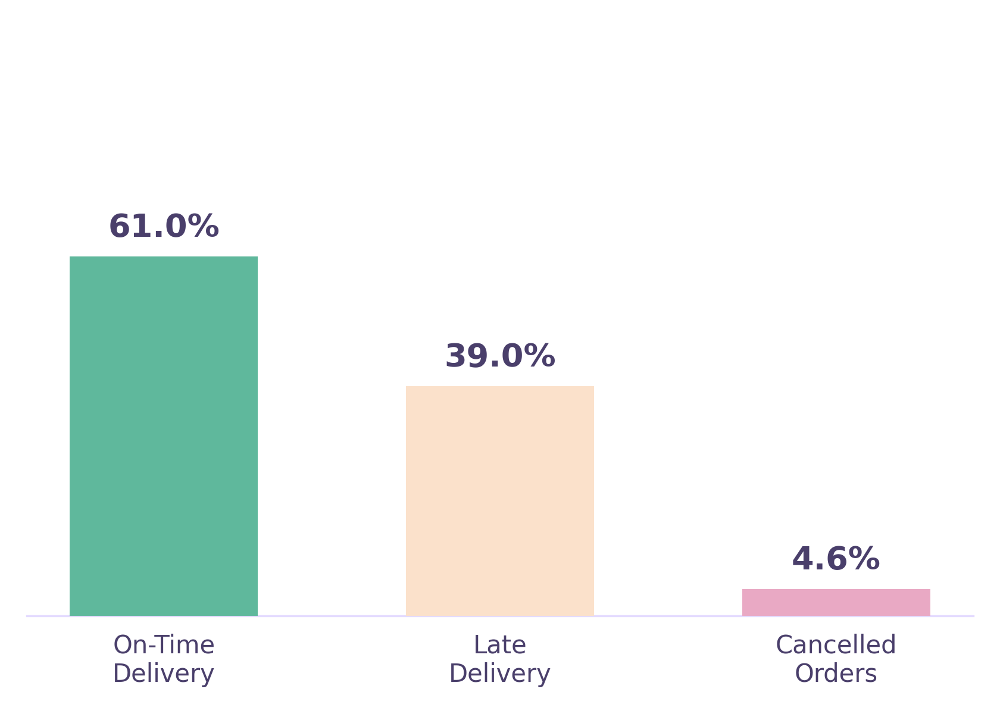 61.0%
39.0%
4.6%
On-Time
Delivery
Late
Delivery
Cancelled
Orders